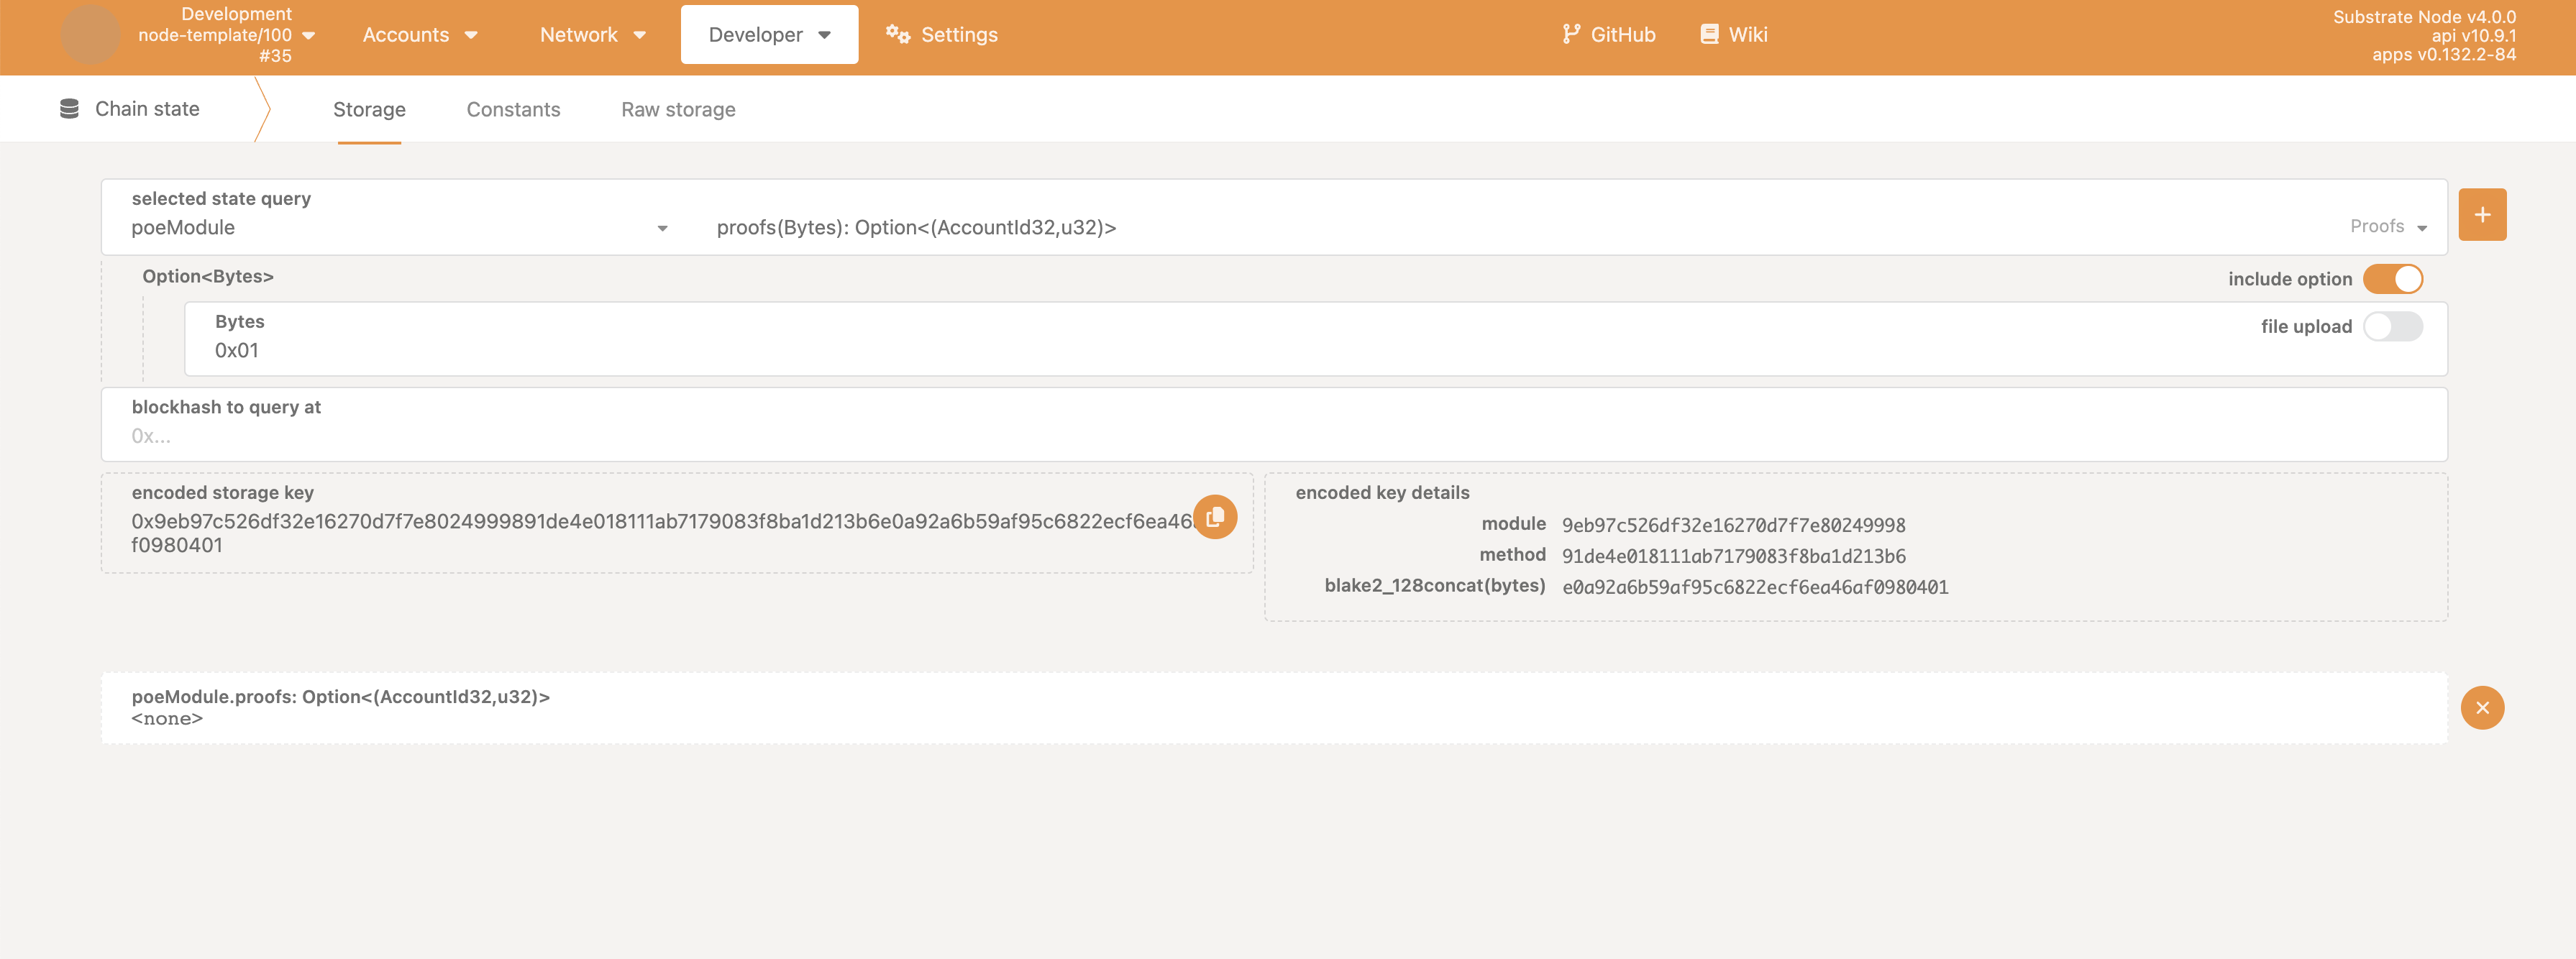 Development
node-template/100
#35
Accounts
Network
Developer
Settings
GitHub
Wiki
Substrate Node v4.0.0
api v10.9.1
apps v0.132.2-84
Chain state
Storage
Constants
Raw storage
selected state query
poeModule
proofs(Bytes): Option<(AccountId32,u32)>
Proofs
Option<Bytes>
include option
Bytes
0x01
file upload
blockhash to query at
0x...
encoded storage key
0x9eb97c526df32e16270d7f7e8024999891de4e018111ab7179083f8ba1d213b6e0a92a6b59af95c6822ecf6ea46
f0980401
encoded key details
module 9eb97c526df32e16270d7f7e80249998
method 91de4e018111ab7179083f8ba1d213b6
blake2_128concat(bytes) e0a92a6b59af95c6822ecf6ea46af0980401
poeModule.proofs: Option<(AccountId32,u32)>
<none>